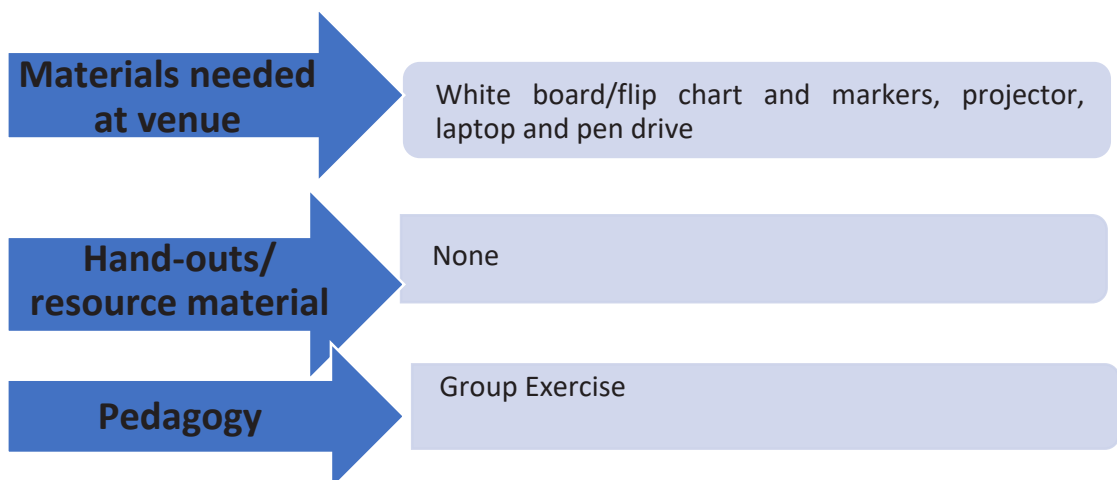 Materials needed
at venue
White board/flip chart and markers, projector,
laptop and pen drive
Hand-outs/
resource material
None
Pedagogy
Group Exercise